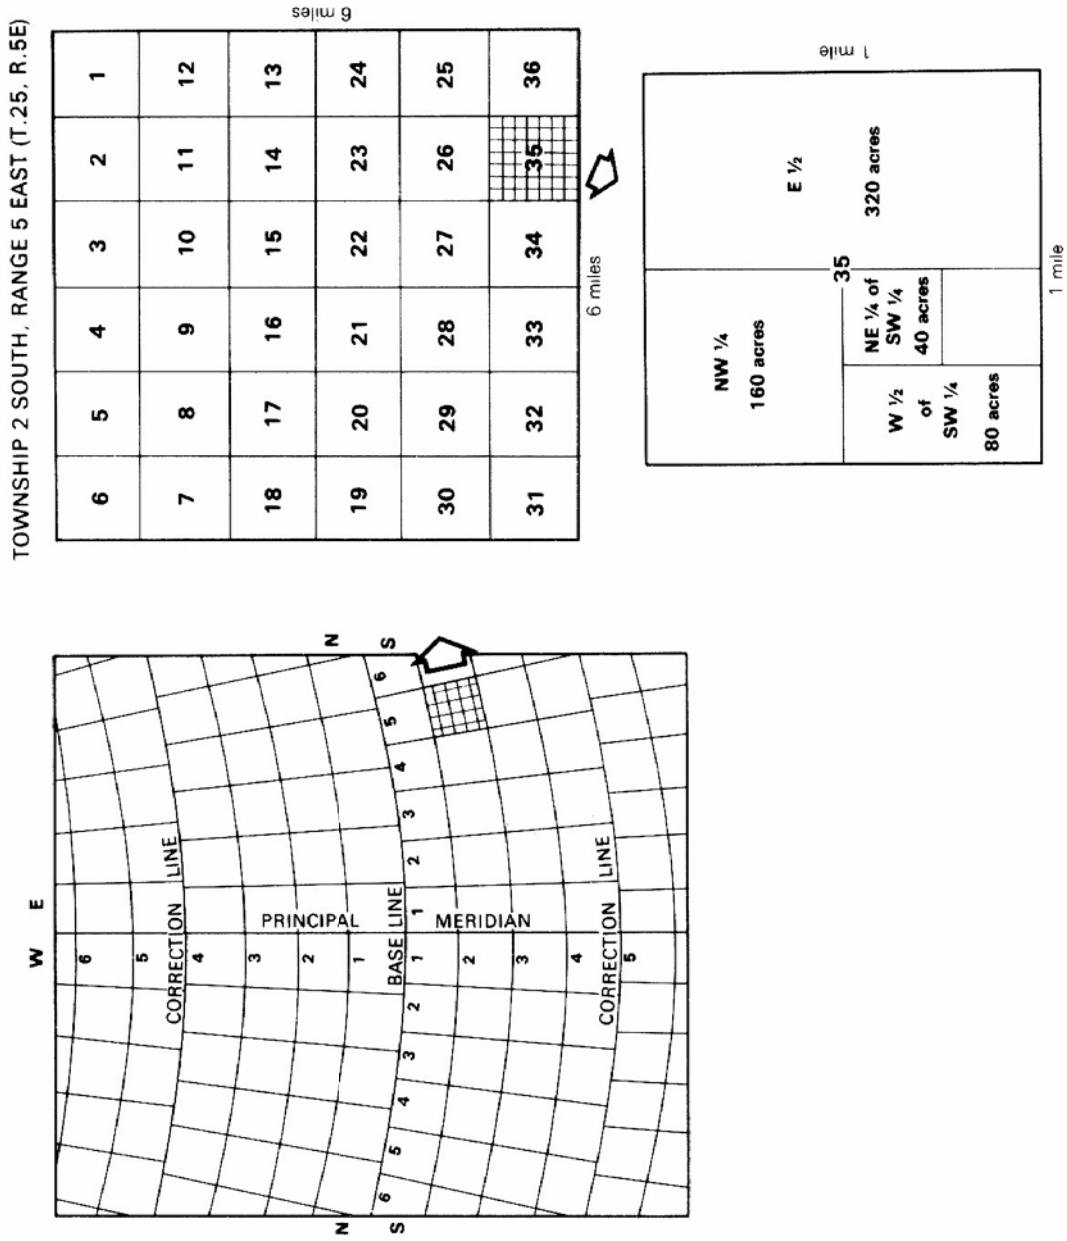 TOWNSHIP 2 SOUTH, RANGE 5 EAST (T.25, R.5E)
6 5 4 3 2 1
7 8 9 10 11 12
18 17 16 15 14 13
19 20 21 22 23 24
30 29 28 27 26 25
31 32 33 34 35 36
6 miles
6 miles
W E
6
5
CORRECTION LINE
4
3
2
1
PRINCIPAL
N
N
BASE LINE
S
S
6 5 4 3 2 1 1 2 3 4 5 6
MERIDIAN
2
3
4
CORRECTION LINE
5
NW ¼
160 acres
E ½
320 acres
35
W ½
of
SW ¼
80 acres
NE ¼ of
SW ¼
40 acres
1 mile
1 mile